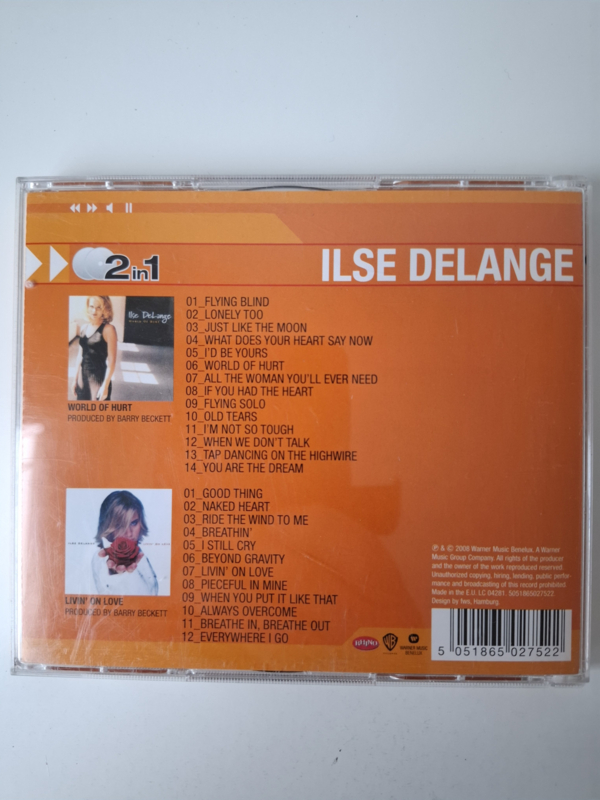 2in1
ILSE DELANGE
Ilse DeLange
WORLD OF HURT
WORLD OF HURT
PRODUCED BY BARRY BECKETT
01_FLYING BLIND
02_LONELY TOO
03_JUST LIKE THE MOON
04_WHAT DOES YOUR HEART SAY NOW
05_I'D BE YOURS
06_WORLD OF HURT
07_ALL THE WOMAN YOU'LL EVER NEED
08_IF YOU HAD THE HEART
09_FLYING SOLO
10_OLD TEARS
11_I'M NOT SO TOUGH
12_WHEN WE DON'T TALK
13_TAP DANCING ON THE HIGHWIRE
14_YOU ARE THE DREAM
ILSE DELANGE
LIVIN' ON LOVE
PRODUCED BY BARRY BECKETT
01_GOOD THING
02_NAKED HEART
03_RIDE THE WIND TO ME
04_BREATHIN'
05_I STILL CRY
06_BEYOND GRAVITY
07_LIVIN' ON LOVE
08_PIECEFUL IN MINE
09_WHEN YOU PUT IT LIKE THAT
10_ALWAYS OVERCOME
11_BREATHE IN, BREATHE OUT
12_EVERYWHERE I GO
℗ & © 2008 Warner Music Benelux. A Warner
Music Group Company. All rights of the producer
and the owner of the work reproduced reserved.
Unauthorized copying, hiring, lending, public perfor-
mance and broadcasting of this record prohibited.
Made in the E.U. LC 04281. 5051865027522
Design by fwo, Hamburg.
RHINO
WB
WARNER MUSIC
5 051865 027522